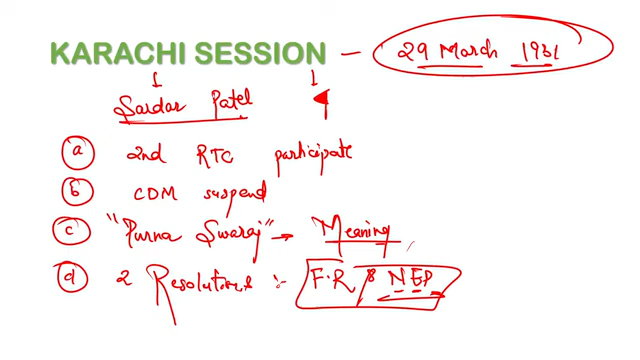 KARACHI SESSION - 29 March 1931
Sardar Patel
(a) 2nd RTC participate
(b) CDM suspend
(c) "Purna Swaraj" → Meaning
(d) 2 Resolutions :- F.R & NEP